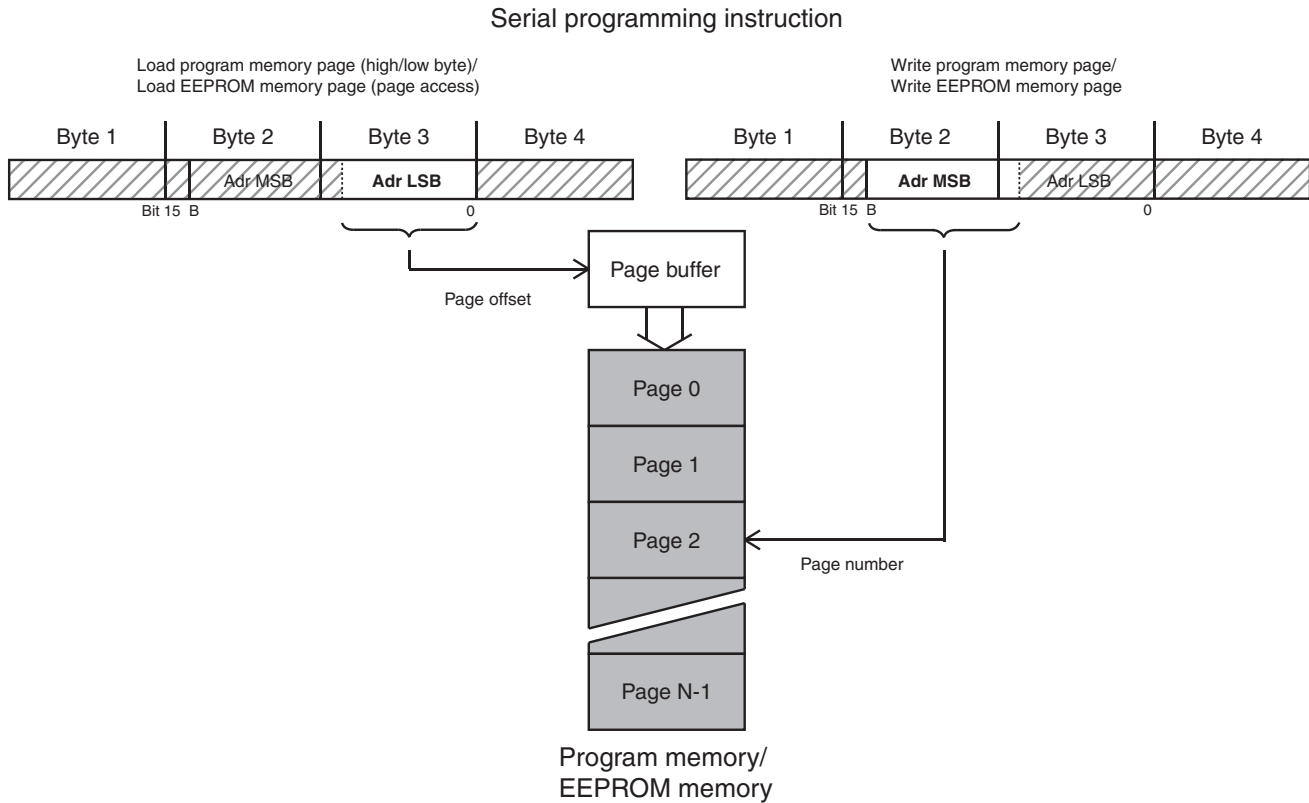 Serial programming instruction
Load program memory page (high/low byte)/
Load EEPROM memory page (page access)
Write program memory page/
Write EEPROM memory page
Byte 1 Byte 2 Byte 3 Byte 4
Byte 1 Byte 2 Byte 3 Byte 4
Adr MSB Adr LSB
Adr MSB Adr LSB
Bit 15 B 0
Bit 15 B 0
Page buffer
Page offset
Page 0
Page 1
Page 2
Page number
Page N-1
Program memory/
EEPROM memory